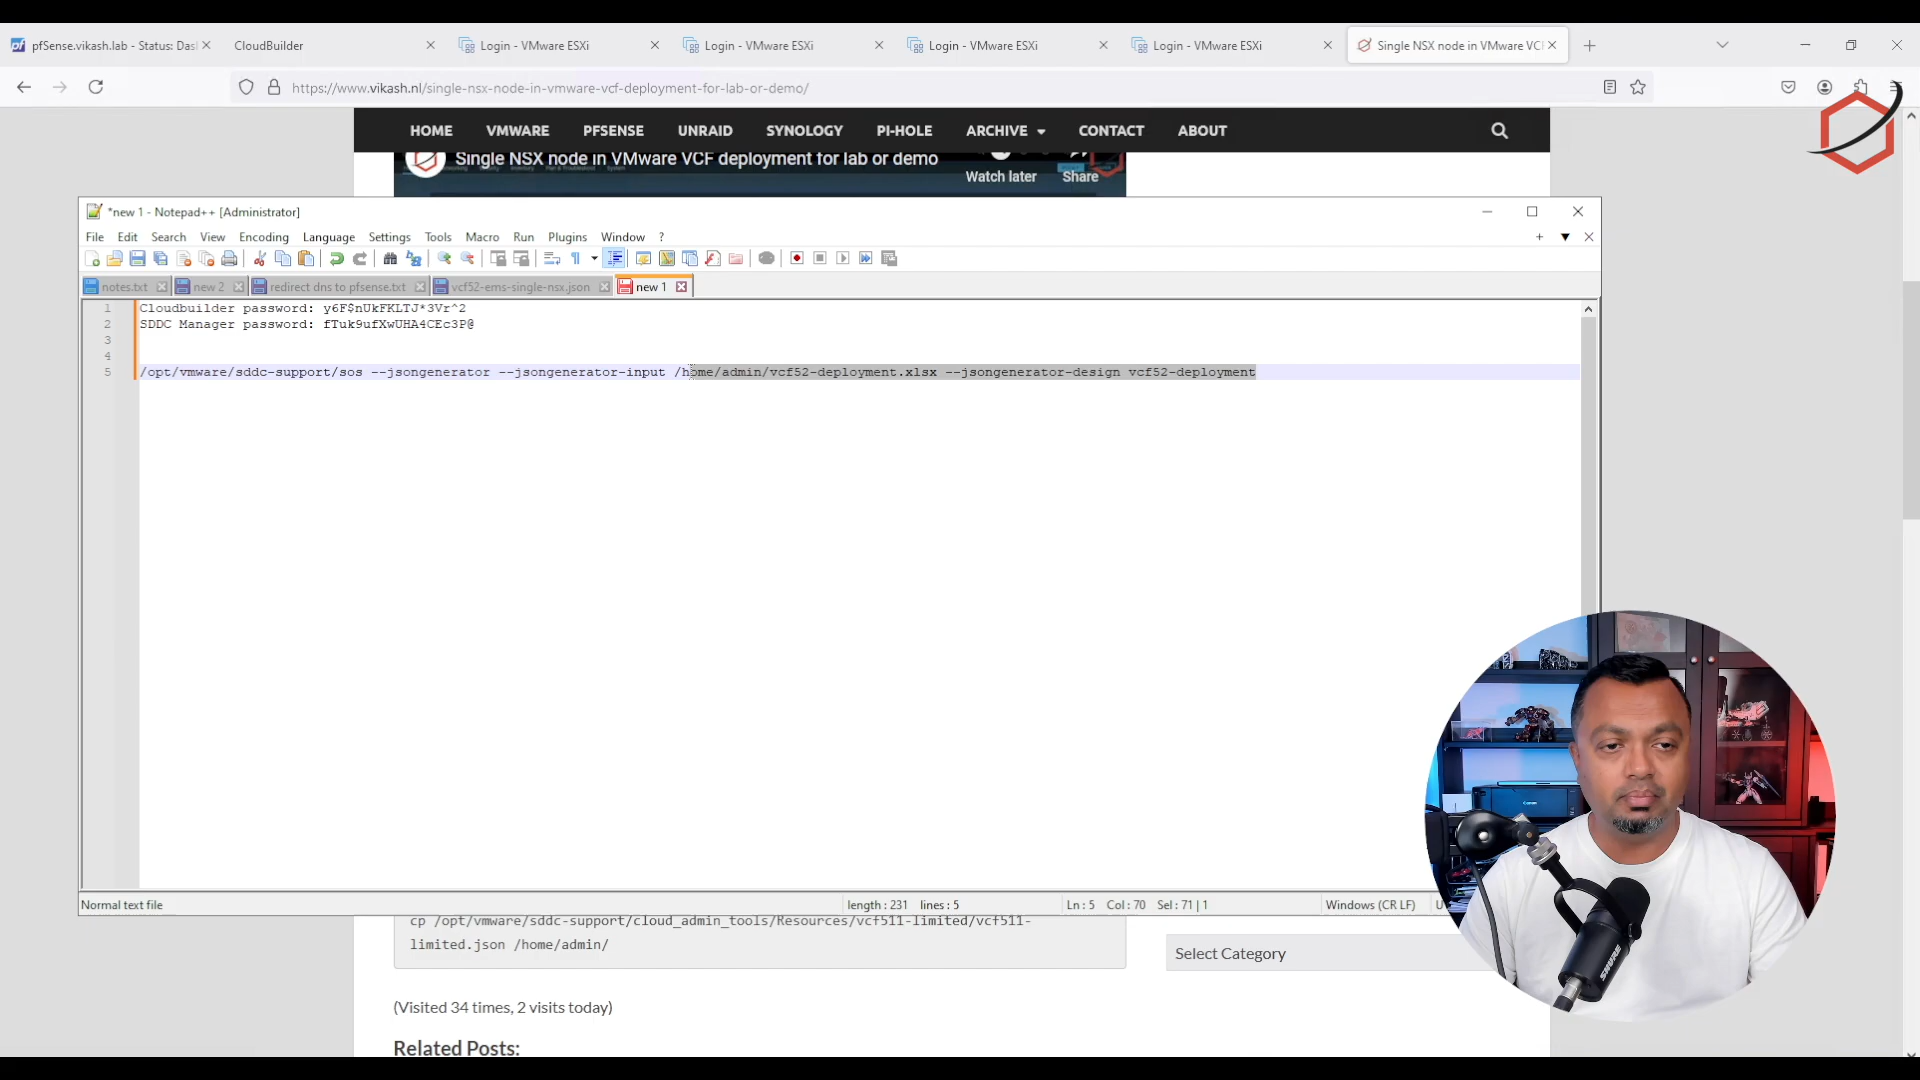 pfSense.vikash.lab - Status: Das
CloudBuilder
Login - VMware ESXi
Login - VMware ESXi
Login - VMware ESXi
Login - VMware ESXi
Single NSX node in VMware VCF
https://www.vikash.nl/single-nsx-node-in-vmware-vcf-deployment-for-lab-or-demo/
HOME VMWARE PFSENSE UNRAID SYNOLOGY PI-HOLE ARCHIVE CONTACT ABOUT
Single NSX node in VMware VCF deployment for lab or demo
Watch later Share
*new 1 - Notepad++ [Administrator]
File Edit Search View Encoding Language Settings Tools Macro Run Plugins Window ?
notes.txt new 2 redirect dns to pfsense.txt vcf52-ems-single-nsx.json new 1
1 Cloudbuilder password: y6F$nUkFKLTJ*3Vr^2
2 SDDC Manager password: fTuk9ufXwUHA4CEc3P@
3
4
5 /opt/vmware/sddc-support/sos --jsongenerator --jsongenerator-input /home/admin/vcf52-deployment.xlsx --jsongenerator-design vcf52-deployment
Normal text file length : 231 lines : 5 Ln : 5 Col : 70 Sel : 71 | 1 Windows (CR LF) U
cp /opt/vmware/sddc-support/cloud_admin_tools/Resources/vcf511-limited/vcf511-
limited.json /home/admin/
Select Category
(Visited 34 times, 2 visits today)
Related Posts:
Canon
SHURE